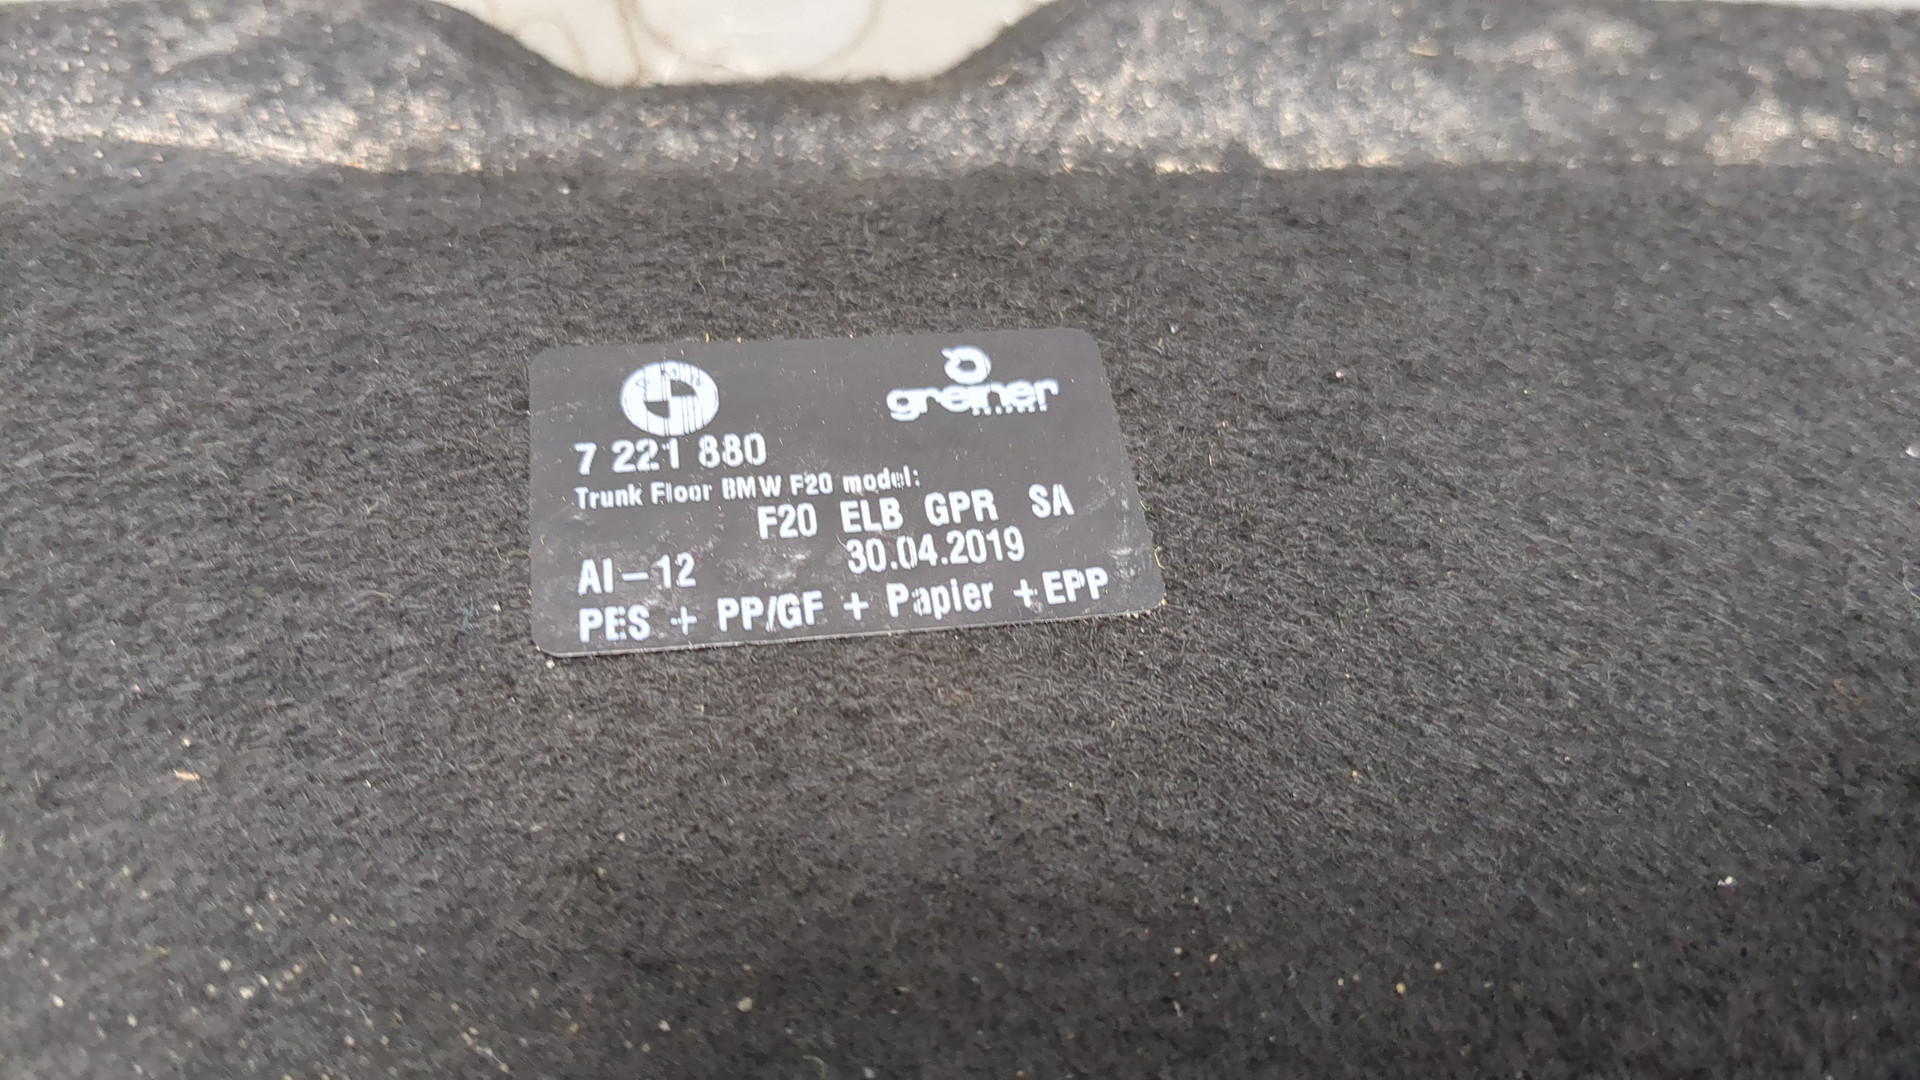 greiner
7 221 880
Trunk Floor BMW F20 model:
F20 ELB GPR SA
AI-12 30.04.2019
PES + PP/GF + Papier + EPP